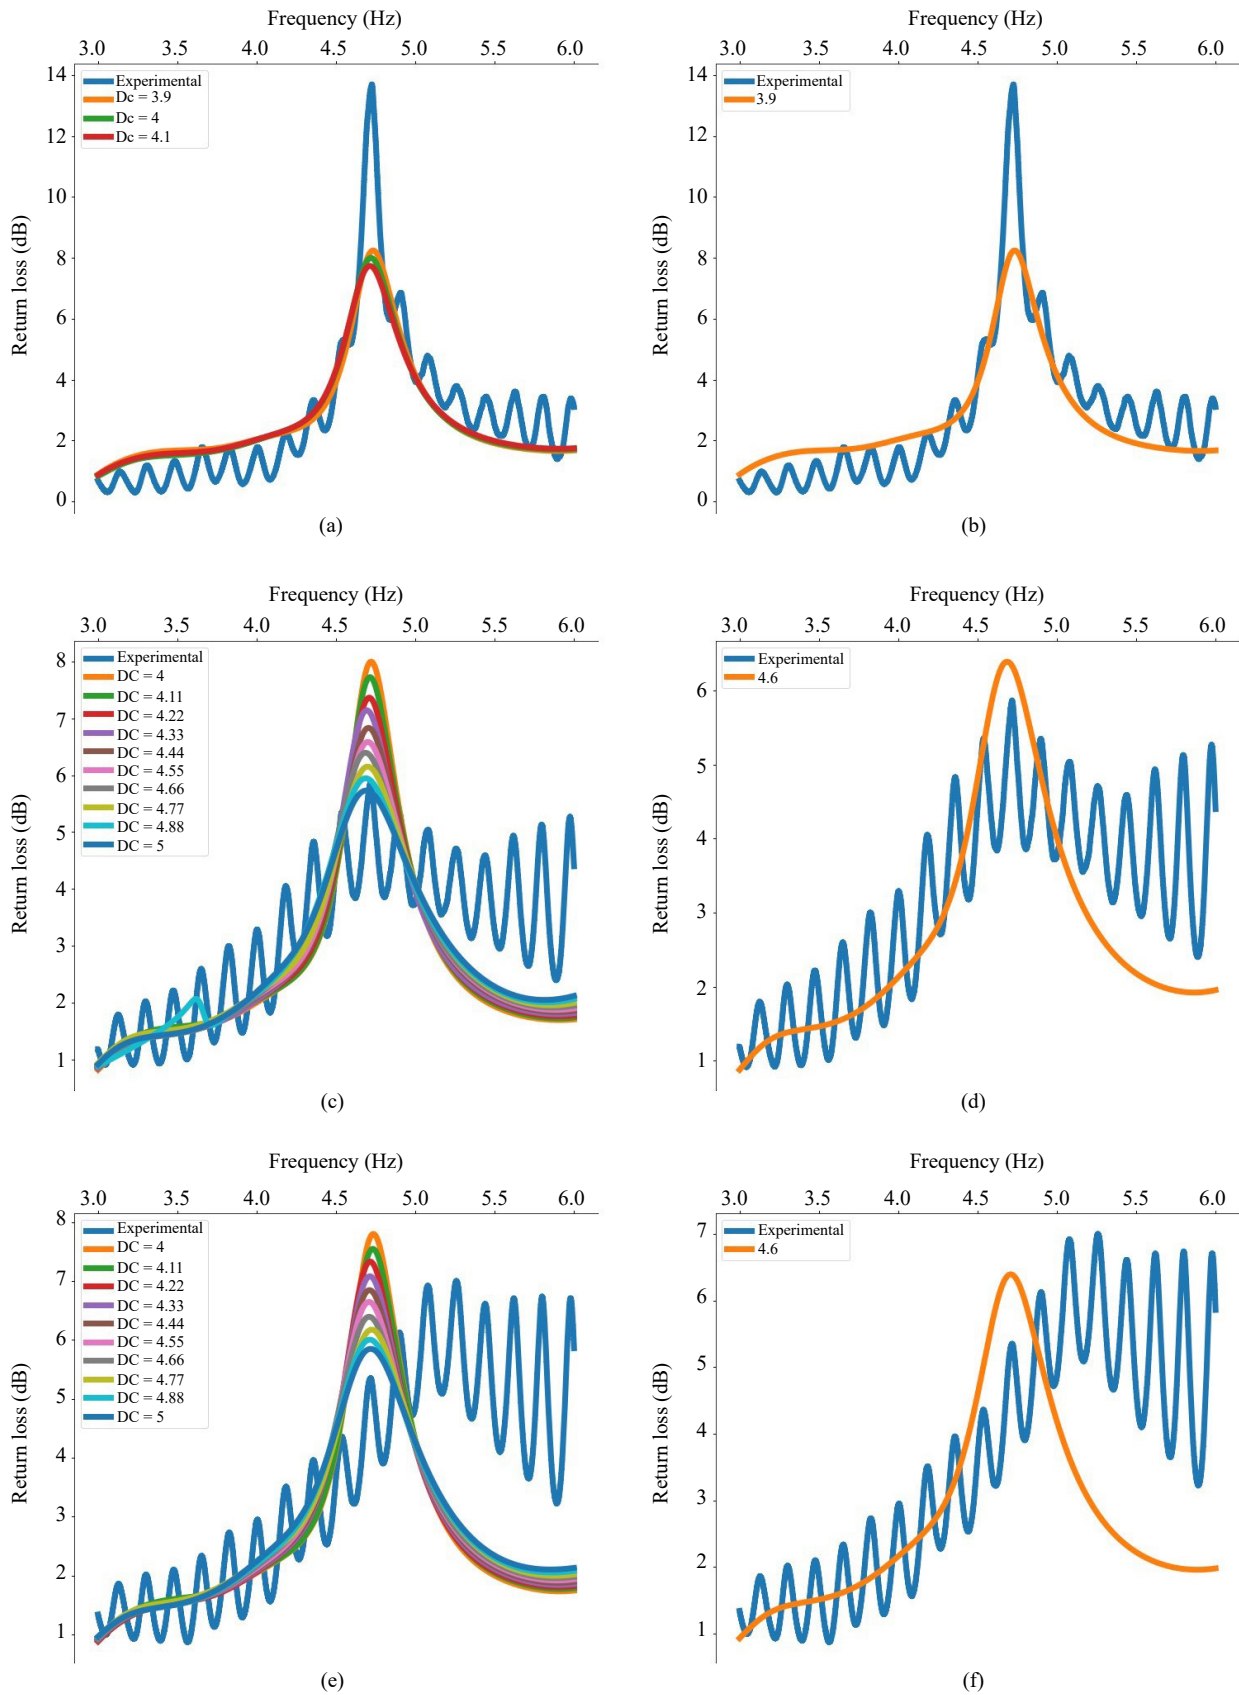 Frequency (Hz)
3.0 3.5 4.0 4.5 5.0 5.5 6.0
14
12
10
8
6
4
2
0
Return loss (dB)
Experimental
Dc = 3.9
Dc = 4
Dc = 4.1
(a)
Frequency (Hz)
3.0 3.5 4.0 4.5 5.0 5.5 6.0
14
12
10
8
6
4
2
0
Return loss (dB)
Experimental
3.9
(b)
Frequency (Hz)
3.0 3.5 4.0 4.5 5.0 5.5 6.0
8
7
6
5
4
3
2
1
Return loss (dB)
Experimental
DC = 4
DC = 4.11
DC = 4.22
DC = 4.33
DC = 4.44
DC = 4.55
DC = 4.66
DC = 4.77
DC = 4.88
DC = 5
(c)
Frequency (Hz)
3.0 3.5 4.0 4.5 5.0 5.5 6.0
6
5
4
3
2
1
Return loss (dB)
Experimental
4.6
(d)
Frequency (Hz)
3.0 3.5 4.0 4.5 5.0 5.5 6.0
8
7
6
5
4
3
2
1
Return loss (dB)
Experimental
DC = 4
DC = 4.11
DC = 4.22
DC = 4.33
DC = 4.44
DC = 4.55
DC = 4.66
DC = 4.77
DC = 4.88
DC = 5
(e)
Frequency (Hz)
3.0 3.5 4.0 4.5 5.0 5.5 6.0
7
6
5
4
3
2
1
Return loss (dB)
Experimental
4.6
(f)